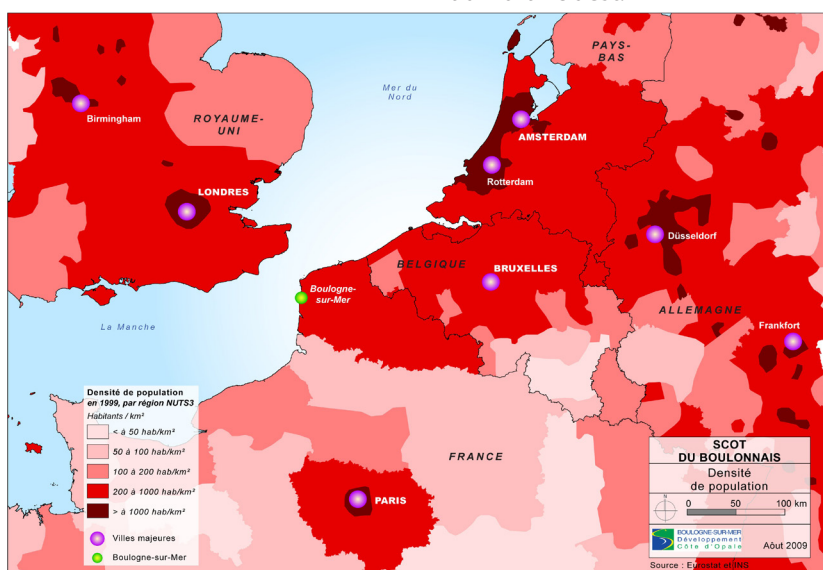 PAYS-
BAS
Mer du
Nord
Birmingham
ROYAUME-
UNI
AMSTERDAM
Rotterdam
LONDRES
Düsseldorf
BELGIQUE
BRUXELLES
Boulogne-
sur-Mer
ALLEMAGNE
La Manche
Frankfort
Densité de population
en 1999, par région NUTS3
Habitants / km²
< à 50 hab/km²
50 à 100 hab/km²
100 à 200 hab/km²
200 à 1000 hab/km²
> à 1000 hab/km²
Villes majeures
Boulogne-sur-Mer
FRANCE
PARIS
SCOT
DU BOULONNAIS
Densité
de population
N
0 50 100 km
BOULOGNE-SUR-MER
Développement
Côte d'Opale
Aôut 2009
Source : Eurostat et INS